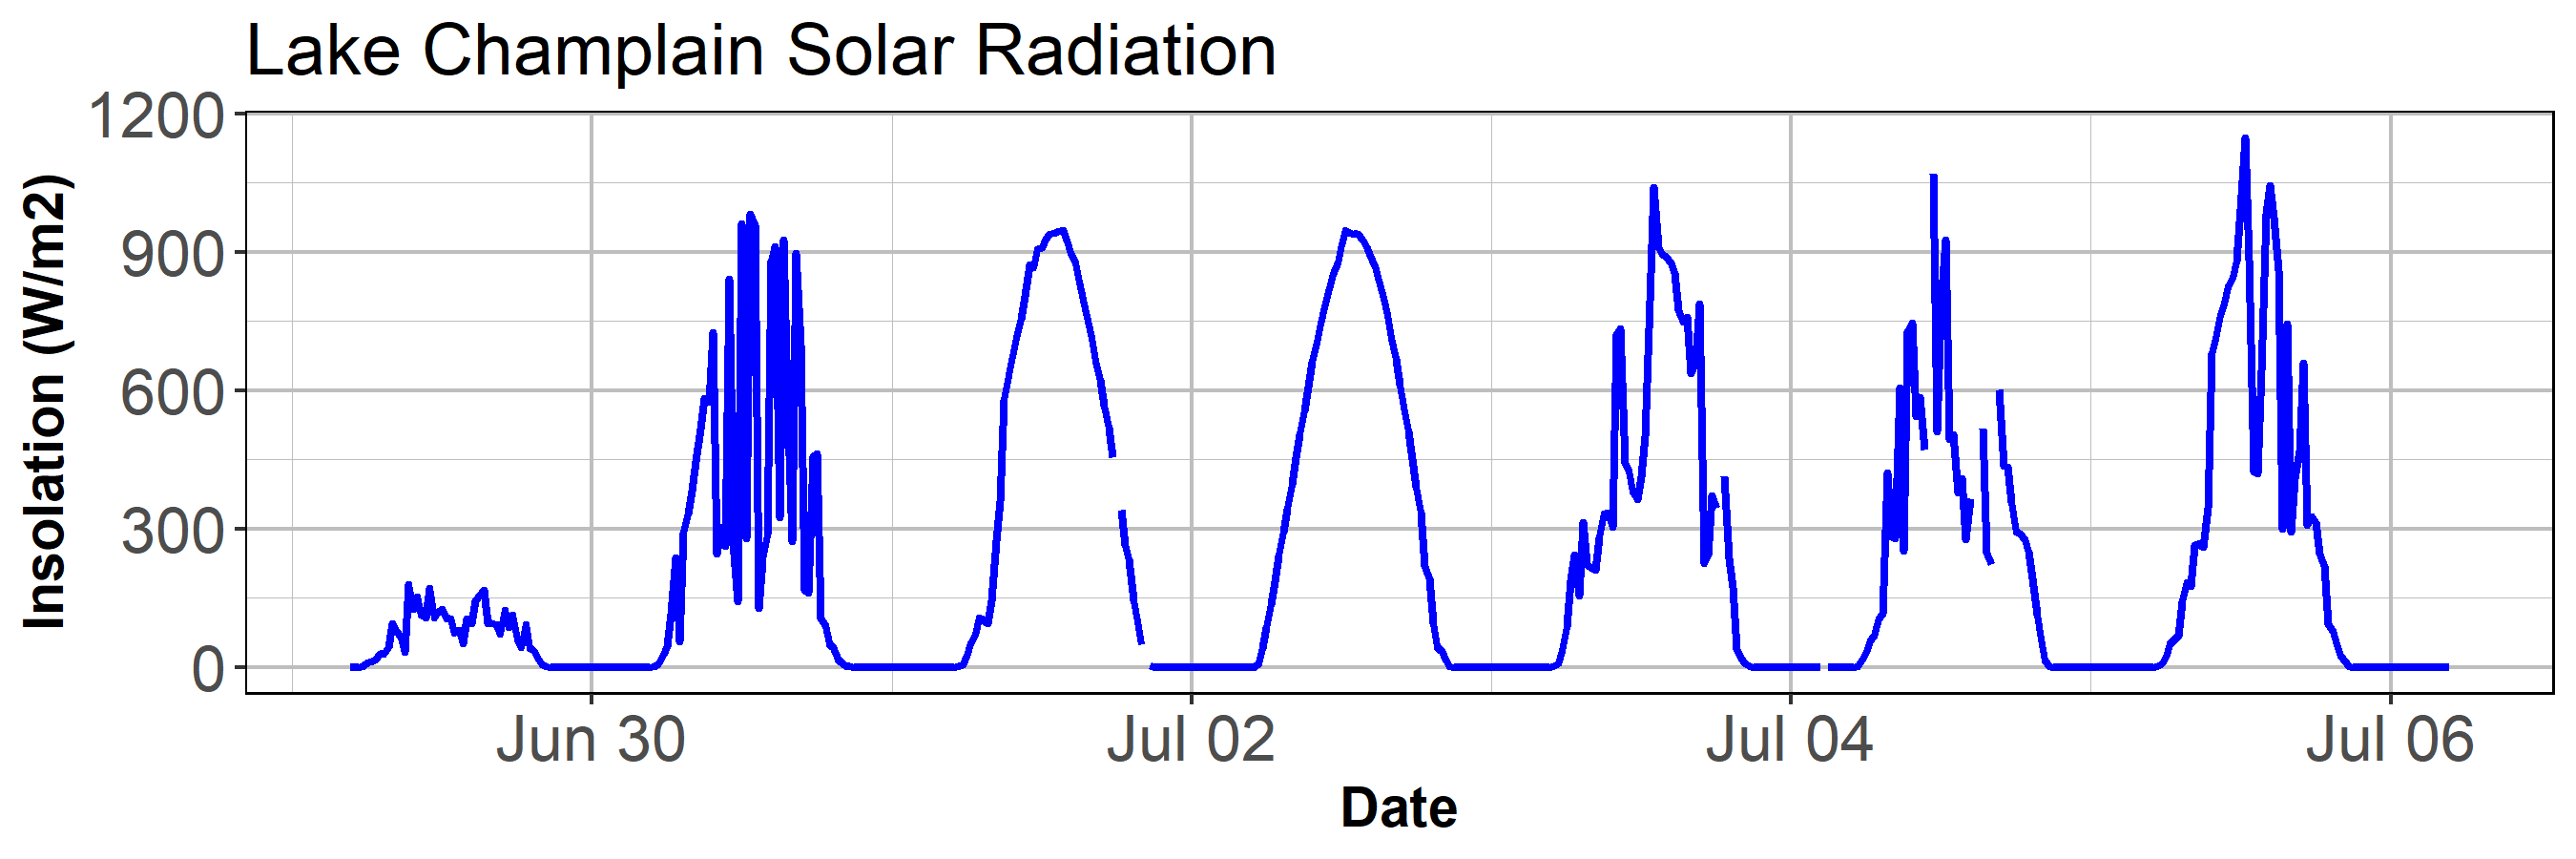 Lake Champlain Solar Radiation
1200
900
600
300
0
Insolation (W/m2)
Jun 30
Jul 02
Jul 04
Jul 06
Date